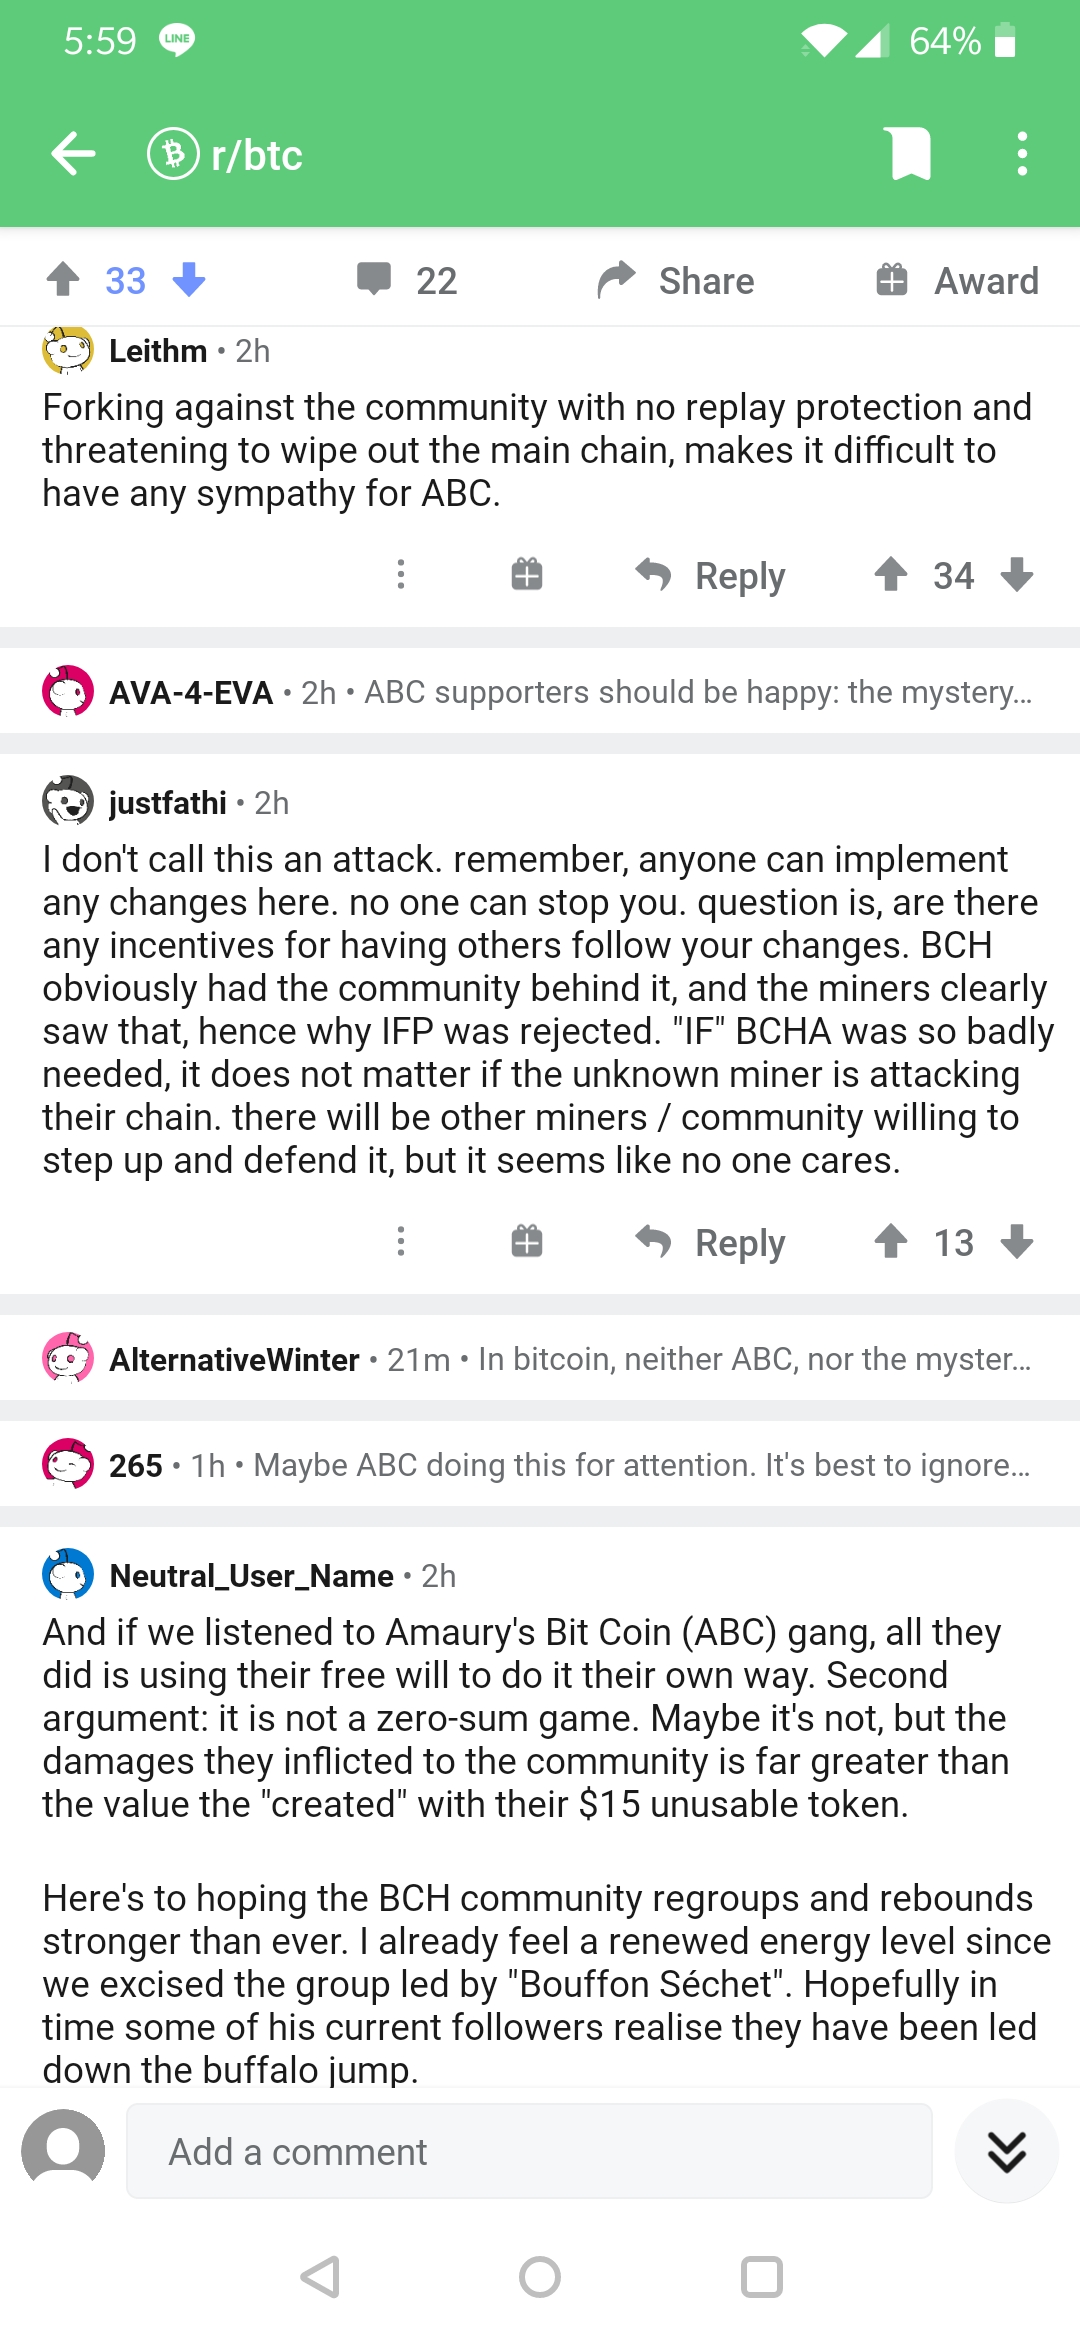 5:59 LINE 64%
r/btc
33 22 Share Award
Leithm • 2h
Forking against the community with no replay protection and
threatening to wipe out the main chain, makes it difficult to
have any sympathy for ABC.
Reply 34
AVA-4-EVA • 2h • ABC supporters should be happy: the mystery...
justfathi • 2h
I don't call this an attack. remember, anyone can implement
any changes here. no one can stop you. question is, are there
any incentives for having others follow your changes. BCH
obviously had the community behind it, and the miners clearly
saw that, hence why IFP was rejected. "IF" BCHA was so badly
needed, it does not matter if the unknown miner is attacking
their chain. there will be other miners / community willing to
step up and defend it, but it seems like no one cares.
Reply 13
AlternativeWinter • 21m • In bitcoin, neither ABC, nor the myster...
265 • 1h • Maybe ABC doing this for attention. It's best to ignore...
Neutral_User_Name • 2h
And if we listened to Amaury's Bit Coin (ABC) gang, all they
did is using their free will to do it their own way. Second
argument: it is not a zero-sum game. Maybe it's not, but the
damages they inflicted to the community is far greater than
the value the "created" with their $15 unusable token.
Here's to hoping the BCH community regroups and rebounds
stronger than ever. I already feel a renewed energy level since
we excised the group led by "Bouffon Séchet". Hopefully in
time some of his current followers realise they have been led
down the buffalo jump.
Add a comment